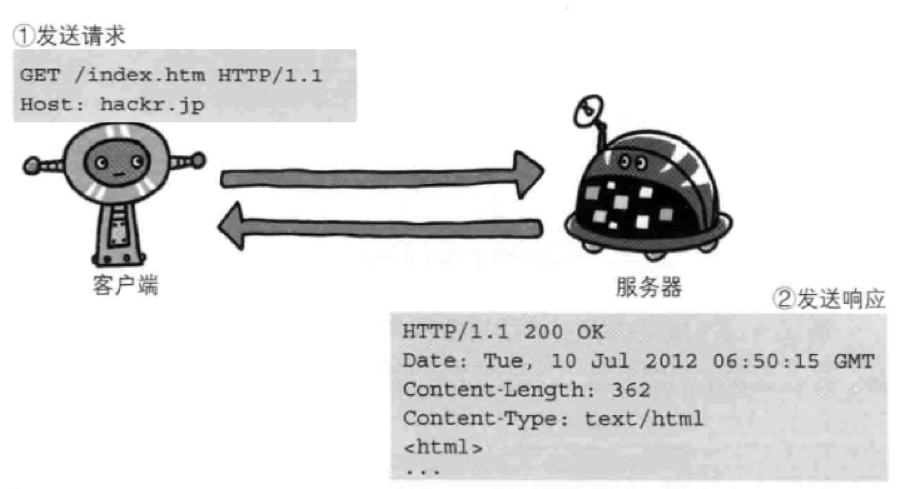 ①发送请求
GET /index.htm HTTP/1.1
Host: hackr.jp
客户端
服务器
②发送响应
HTTP/1.1 200 OK
Date: Tue, 10 Jul 2012 06:50:15 GMT
Content-Length: 362
Content-Type: text/html
<html>
...